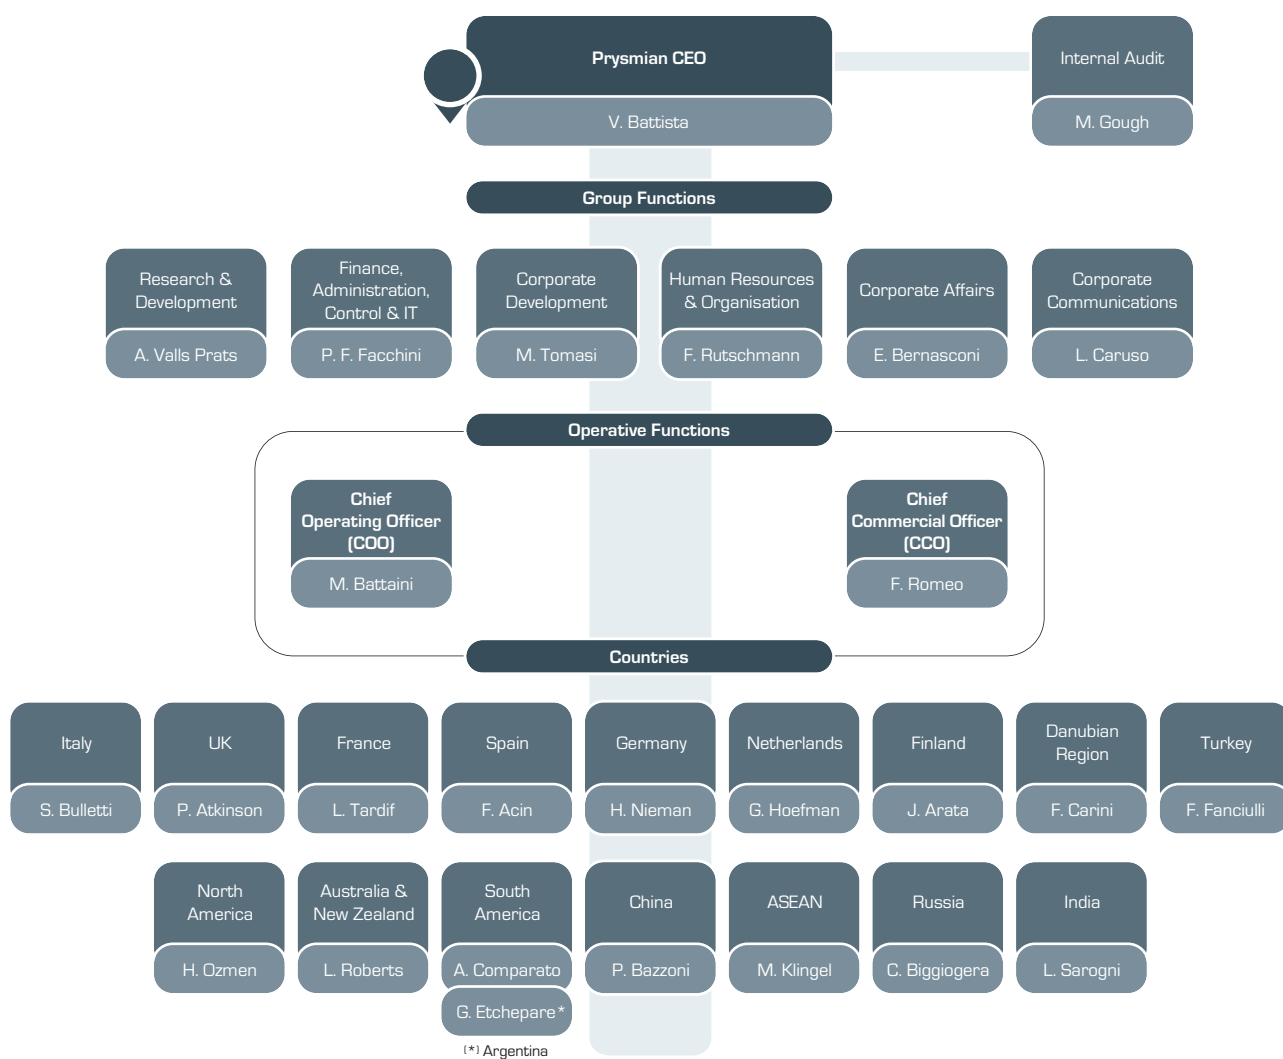 Prysmian CEO
V. Battista
Internal Audit
M. Gough
Group Functions
Research &
Development
A. Valls Prats
Finance,
Administration,
Control & IT
P. F. Facchini
Corporate
Development
M. Tomasi
Human Resources
& Organisation
F. Rutschmann
Corporate Affairs
E. Bernasconi
Corporate
Communications
L. Caruso
Operative Functions
Chief
Operating Officer
(COO)
M. Battaini
Chief
Commercial Officer
(CCO)
F. Romeo
Countries
Italy
S. Bulletti
UK
P. Atkinson
France
L. Tardif
Spain
F. Acin
Germany
H. Nieman
Netherlands
G. Hoefman
Finland
J. Arata
Danubian
Region
F. Carini
Turkey
F. Fanciulli
North
America
H. Ozmen
Australia &
New Zealand
L. Roberts
South
America
A. Comparato
G. Etchepare*
China
P. Bazzoni
ASEAN
M. Klingel
Russia
C. Biggiogera
India
L. Sarogni
(*) Argentina